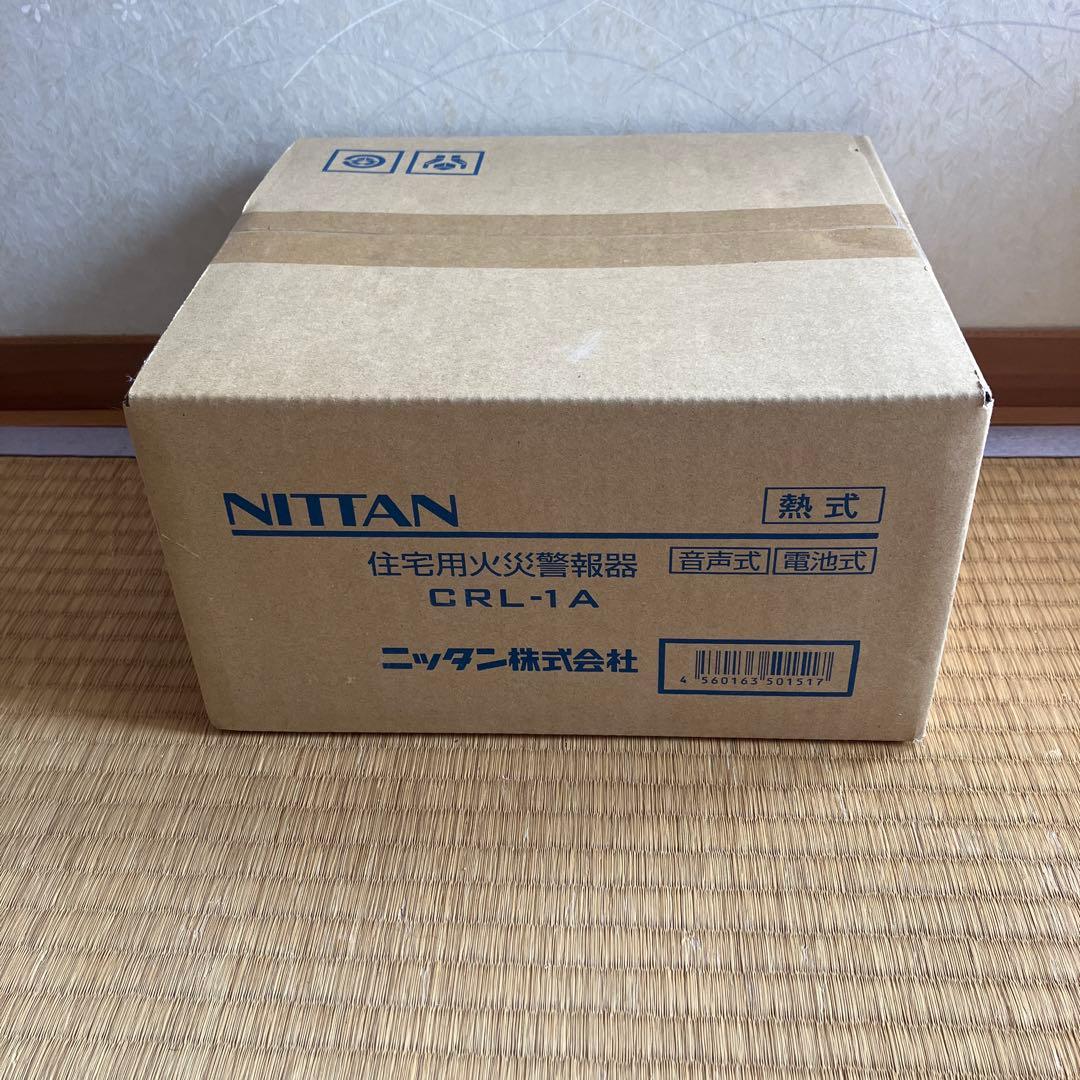 NITTAN
熱式
住宅用火災警報器
音声式 電池式
CRL-1A
ニッタン株式会社
4 560163 501517